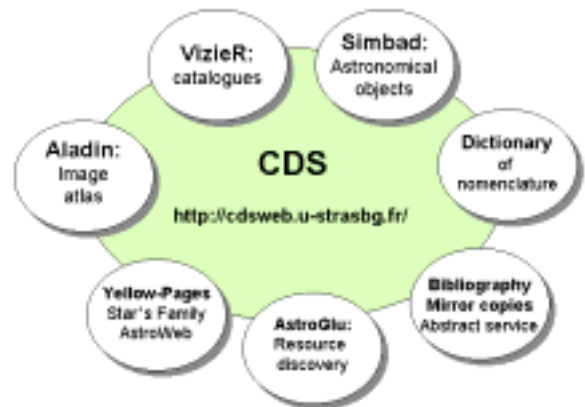 VizieR:
catalogues
Simbad:
Astronomical
objects
Aladin:
Image
atlas
CDS
http://cdsweb.u-strasbg.fr/
Dictionary
of
nomenclature
Yellow-Pages
Star's Family
AstroWeb
AstroGlu:
Resource
discovery
Bibliography
Mirror copies
Abstract service